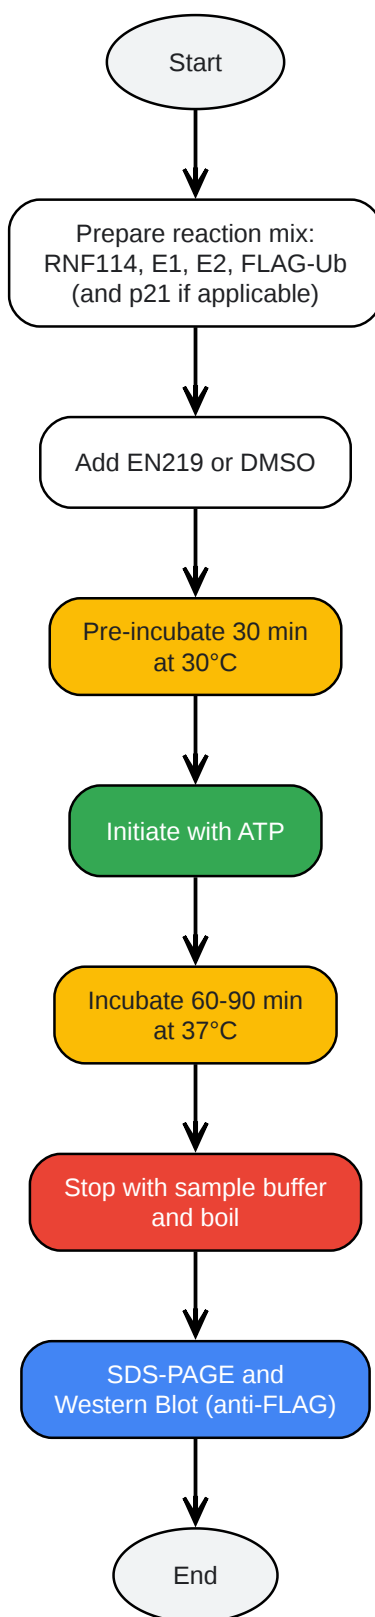 Start
Prepare reaction mix:
RNF114, E1, E2, FLAG-Ub
(and p21 if applicable)
Add EN219 or DMSO
Pre-incubate 30 min
at 30°C
Initiate with ATP
Incubate 60-90 min
at 37°C
Stop with sample buffer
and boil
SDS-PAGE and
Western Blot (anti-FLAG)
End